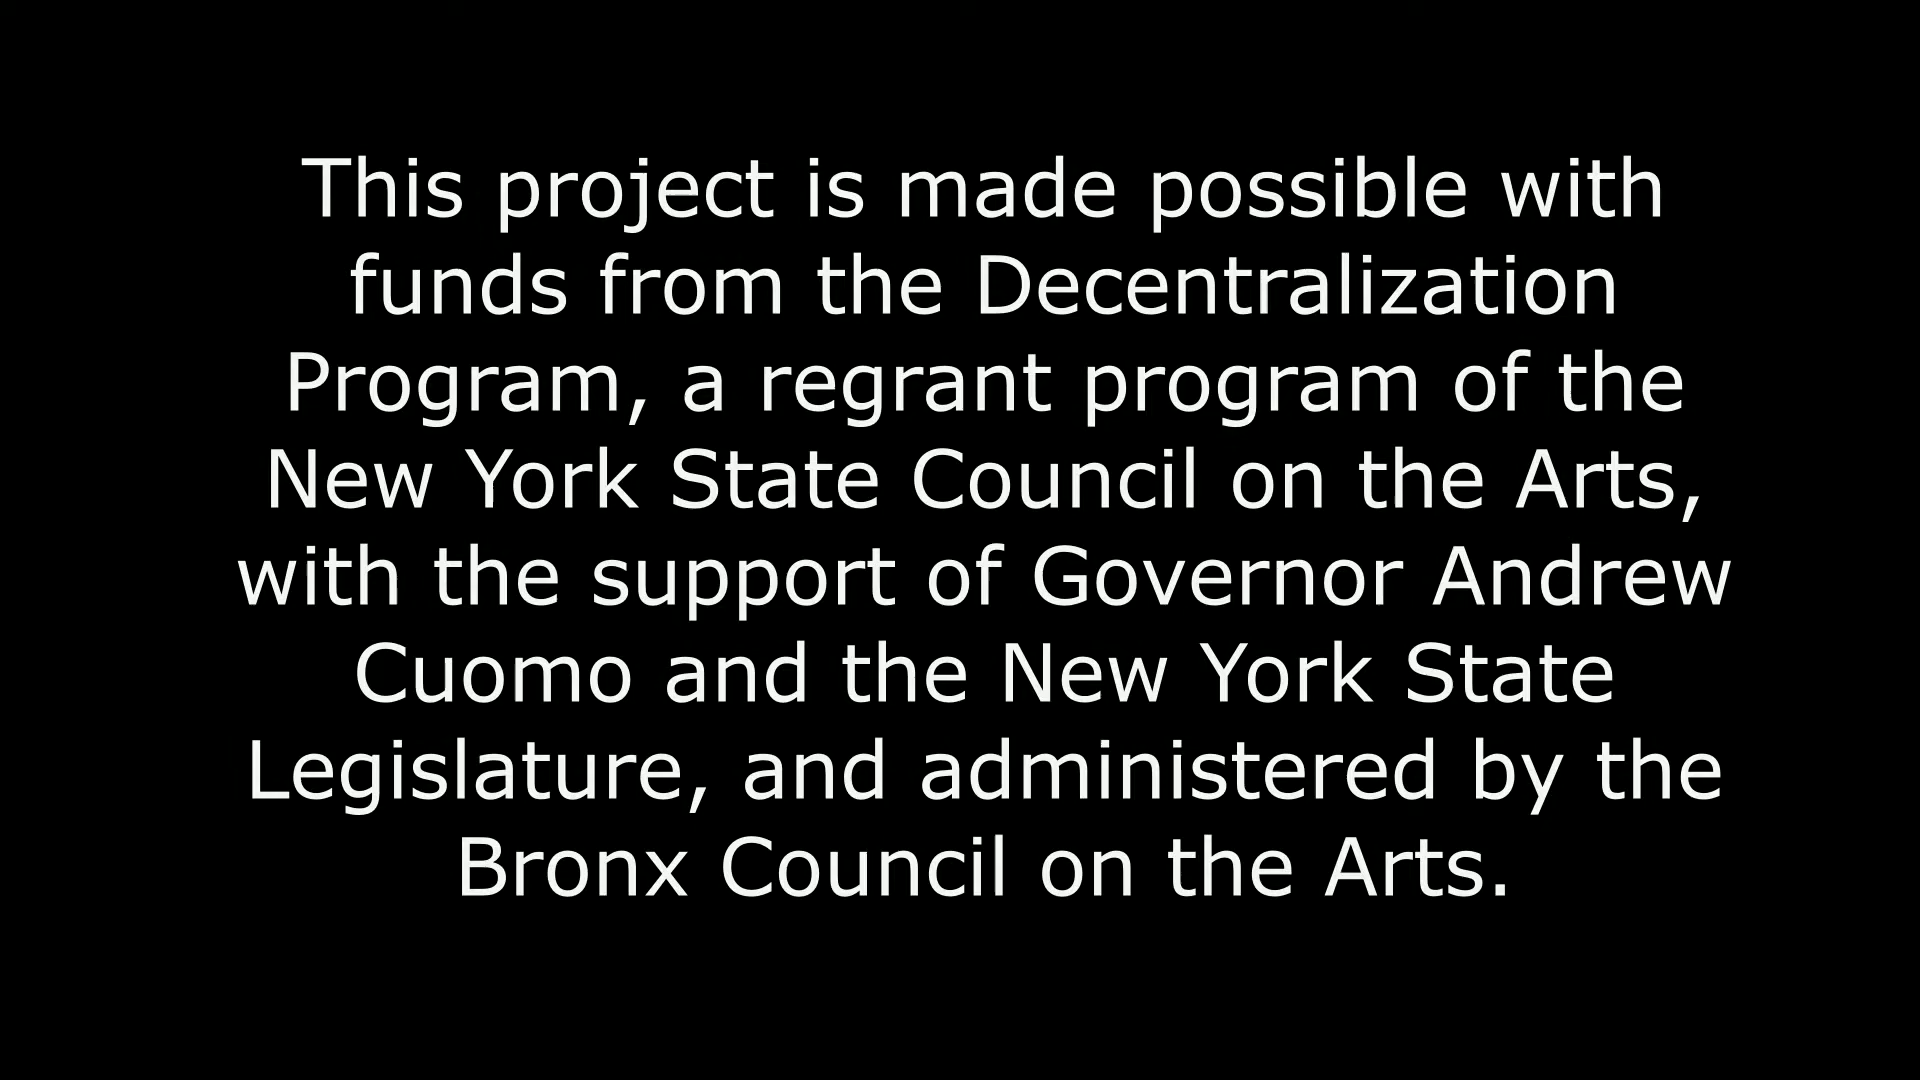 This project is made possible with
funds from the Decentralization
Program, a regrant program of the
New York State Council on the Arts,
with the support of Governor Andrew
Cuomo and the New York State
Legislature, and administered by the
Bronx Council on the Arts.